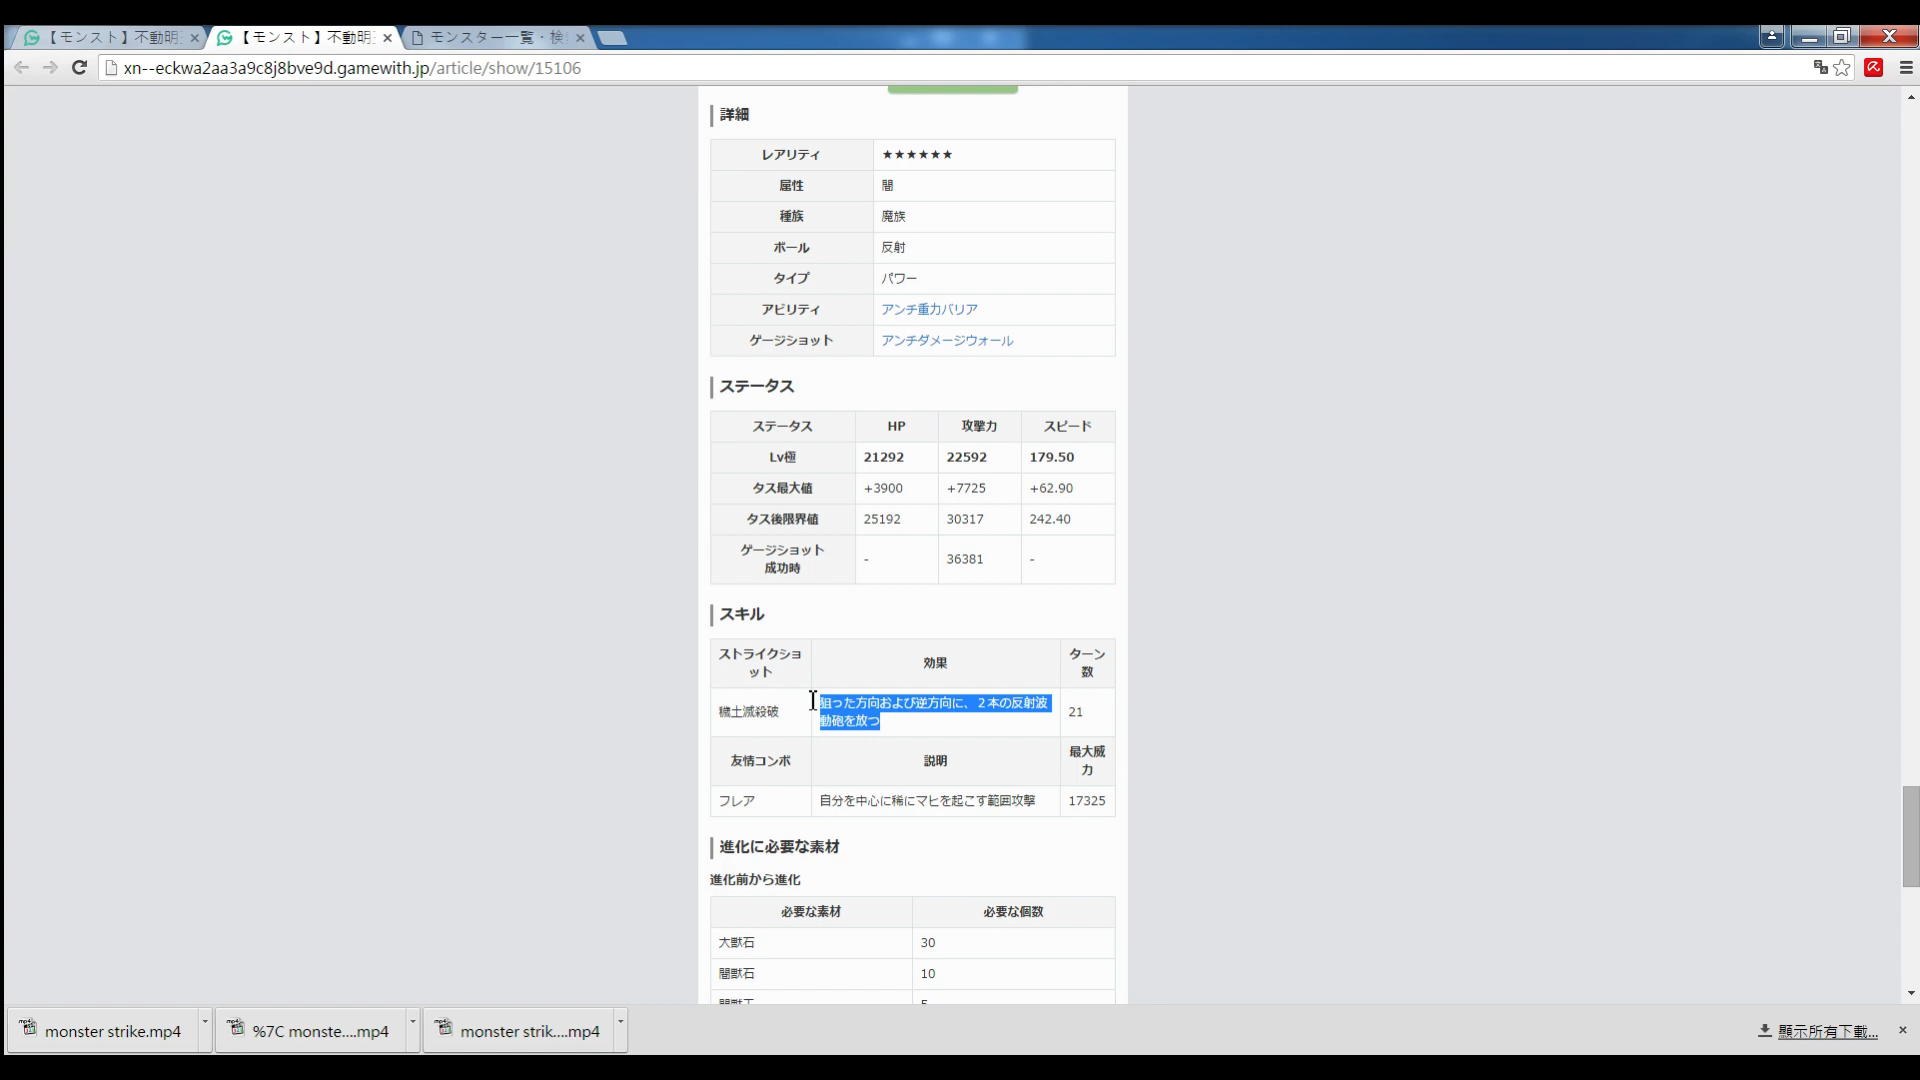 【モンスト】不動明
【モンスト】不動明
モンスター一覧・検
xn--eckwa2aa3a9c8j8bve9d.gamewith.jp/article/show/15106
詳細
レアリティ ★★★★★★
属性 闇
種族 魔族
ボール 反射
タイプ パワー
アビリティ アンチ重力バリア
ゲージショット アンチダメージウォール
ステータス
ステータス HP 攻撃力 スピード
Lv極 21292 22592 179.50
タス最大値 +3900 +7725 +62.90
タス後限界値 25192 30317 242.40
ゲージショット
成功時 - 36381 -
スキル
ストライクショ
ット 効果 ターン
数
穢土滅殺破 狙った方向および逆方向に、２本の反射波
動砲を放つ 21
友情コンボ 説明 最大威
力
フレア 自分を中心に稀にマヒを起こす範囲攻撃 17325
進化に必要な素材
進化前から進化
必要な素材 必要な個数
大獣石 30
闇獣石 10
闇獣玉 5
monster strike.mp4
%7C monste....mp4
monster strik....mp4
顯示所有下載...